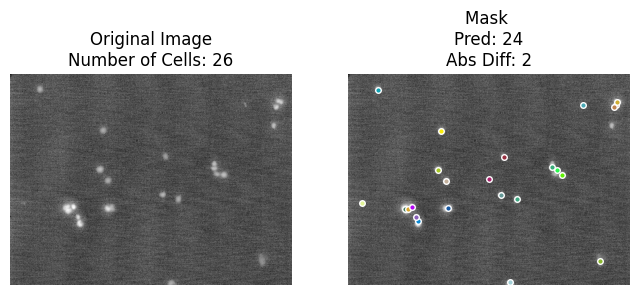 Original Image
Number of Cells: 26
Mask
Pred: 24
Abs Diff: 2